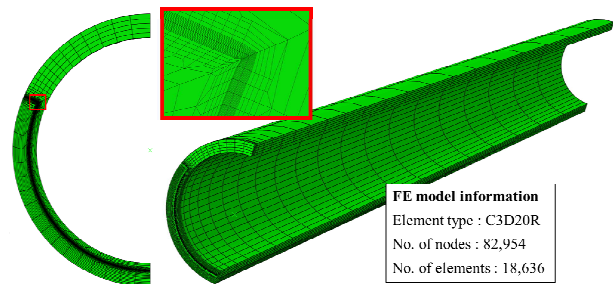 FE model information
Element type : C3D20R
No. of nodes : 82,954
No. of elements : 18,636